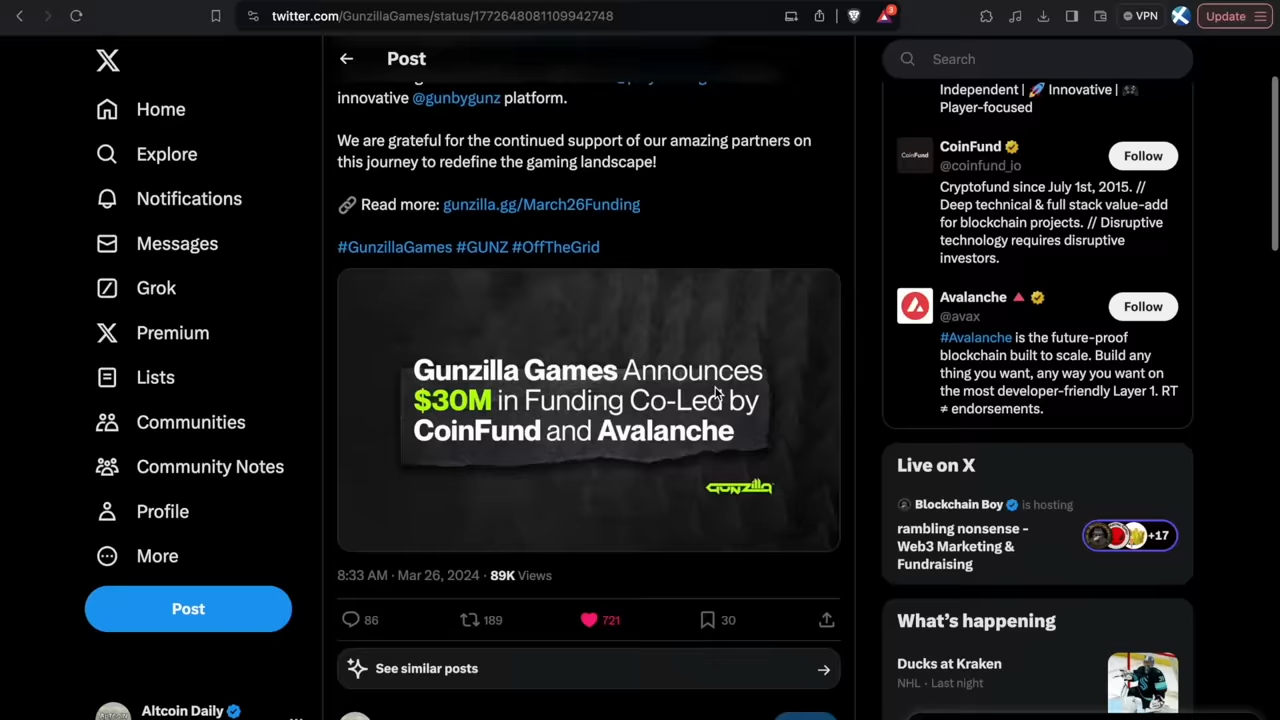 twitter.com/GunzillaGames/status/1772648081109942748
3
VPN
Update
Home
Explore
Notifications
Messages
Grok
Premium
Lists
Communities
Community Notes
Profile
More
Post
Altcoin Daily
Post
innovative @gunbygunz platform.
We are grateful for the continued support of our amazing partners on
this journey to redefine the gaming landscape!
🔗 Read more: gunzilla.gg/March26Funding
#GunzillaGames #GUNZ #OffTheGrid
Gunzilla Games Announces
$30M in Funding Co-Led by
CoinFund and Avalanche
GUNZILLA
8:33 AM · Mar 26, 2024 · 89K Views
86 189 721 30
See similar posts
Search
Independent | 🚀 Innovative | 🎮
Player-focused
CoinFund
CoinFund
@coinfund_io
Follow
Cryptofund since July 1st, 2015. //
Deep technical & full stack value-add
for blockchain projects. // Disruptive
technology requires disruptive
investors.
Avalanche 🔺
@avax
Follow
#Avalanche is the future-proof
blockchain built to scale. Build any
thing you want, any way you want on
the most developer-friendly Layer 1. RT
≠ endorsements.
Live on X
Blockchain Boy is hosting
rambling nonsense -
Web3 Marketing &
Fundraising
+17
What's happening
Ducks at Kraken
NHL · Last night